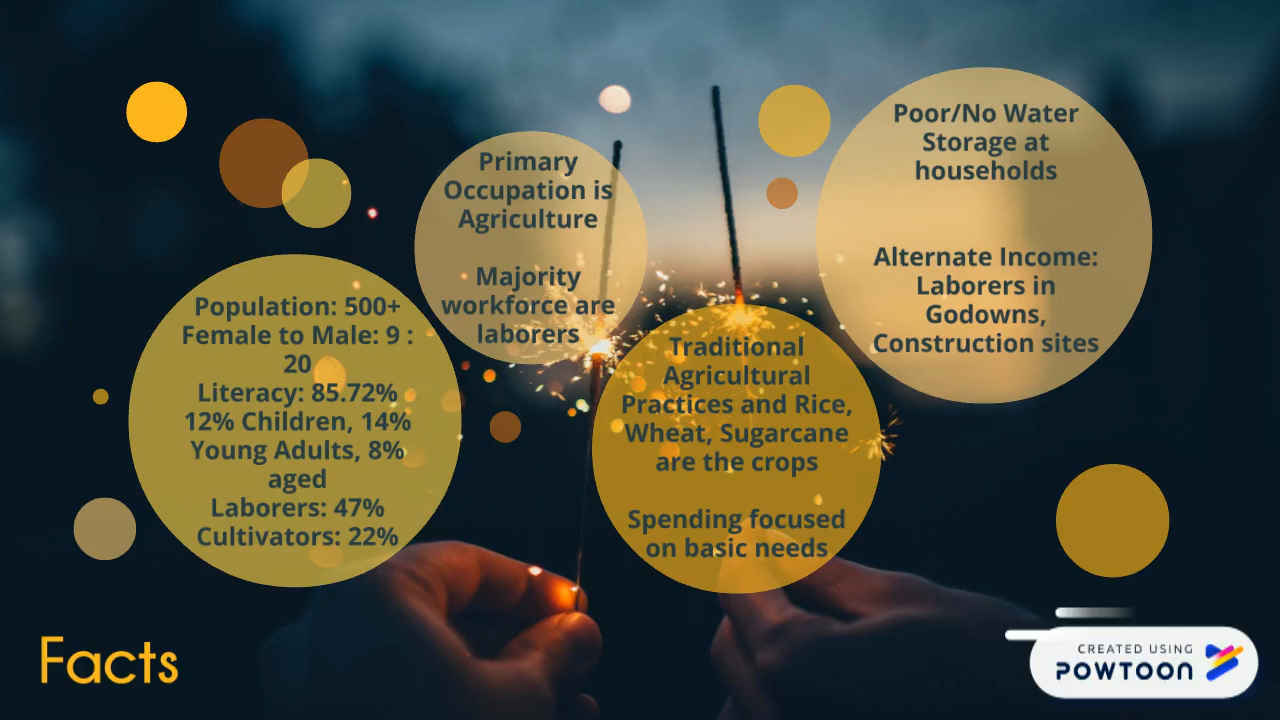 Population: 500+
Female to Male: 9 :
20
Literacy: 85.72%
12% Children, 14%
Young Adults, 8%
aged
Laborers: 47%
Cultivators: 22%
Primary
Occupation is
Agriculture
Majority
workforce are
laborers
Traditional
Agricultural
Practices and Rice,
Wheat, Sugarcane
are the crops
Spending focused
on basic needs
Poor/No Water
Storage at
households
Alternate Income:
Laborers in
Godowns,
Construction sites
Facts
CREATED USING
POWTOON